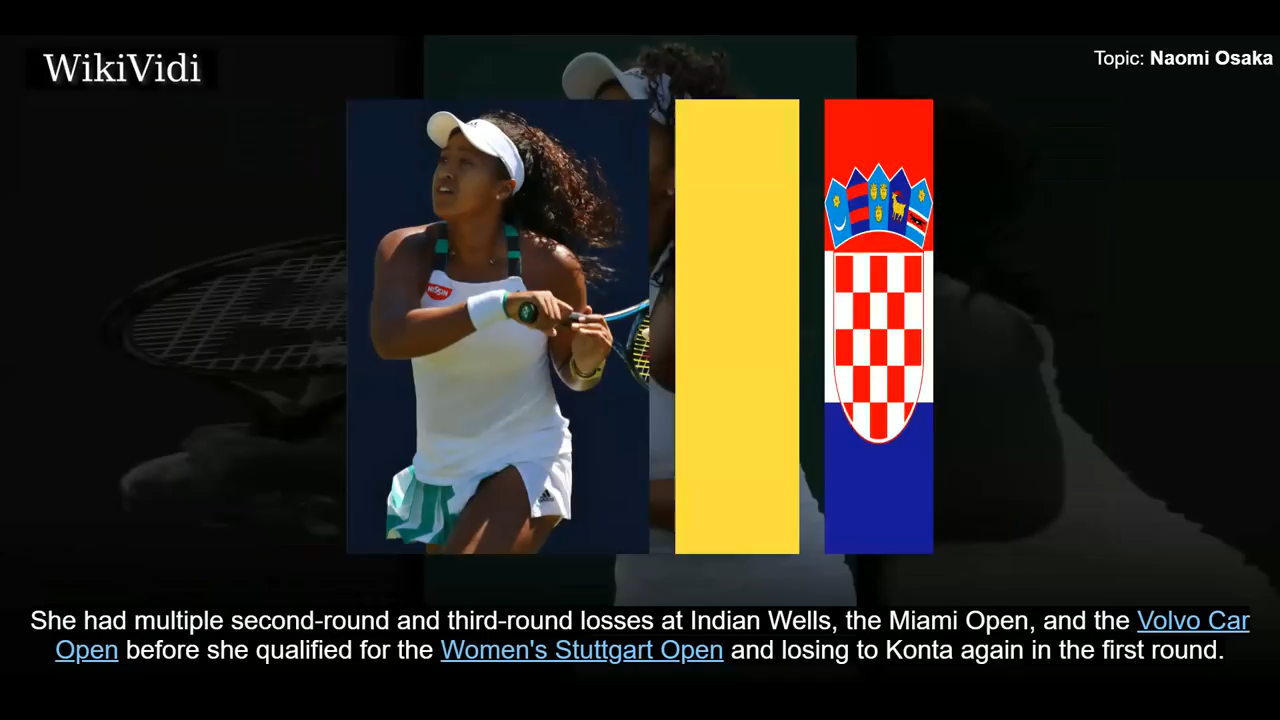 WikiVidi
Topic: Naomi Osaka
NISSIN
She had multiple second-round and third-round losses at Indian Wells, the Miami Open, and the Volvo Car
Open before she qualified for the Women's Stuttgart Open and losing to Konta again in the first round.